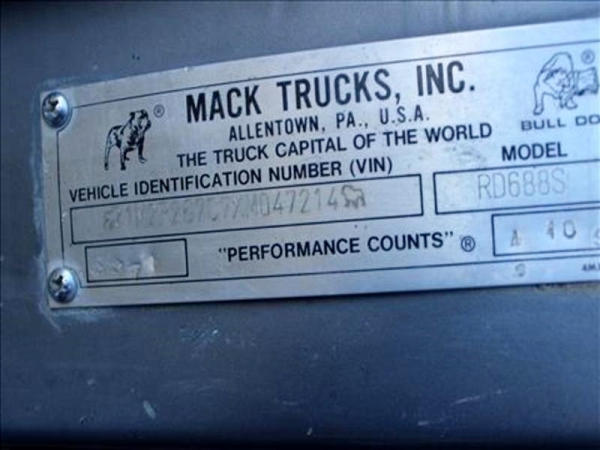 MACK TRUCKS, INC.
ALLENTOWN, PA., U.S.A.
THE TRUCK CAPITAL OF THE WORLD
BULL DO
VEHICLE IDENTIFICATION NUMBER (VIN)
MODEL
RD688S
"PERFORMANCE COUNTS"®